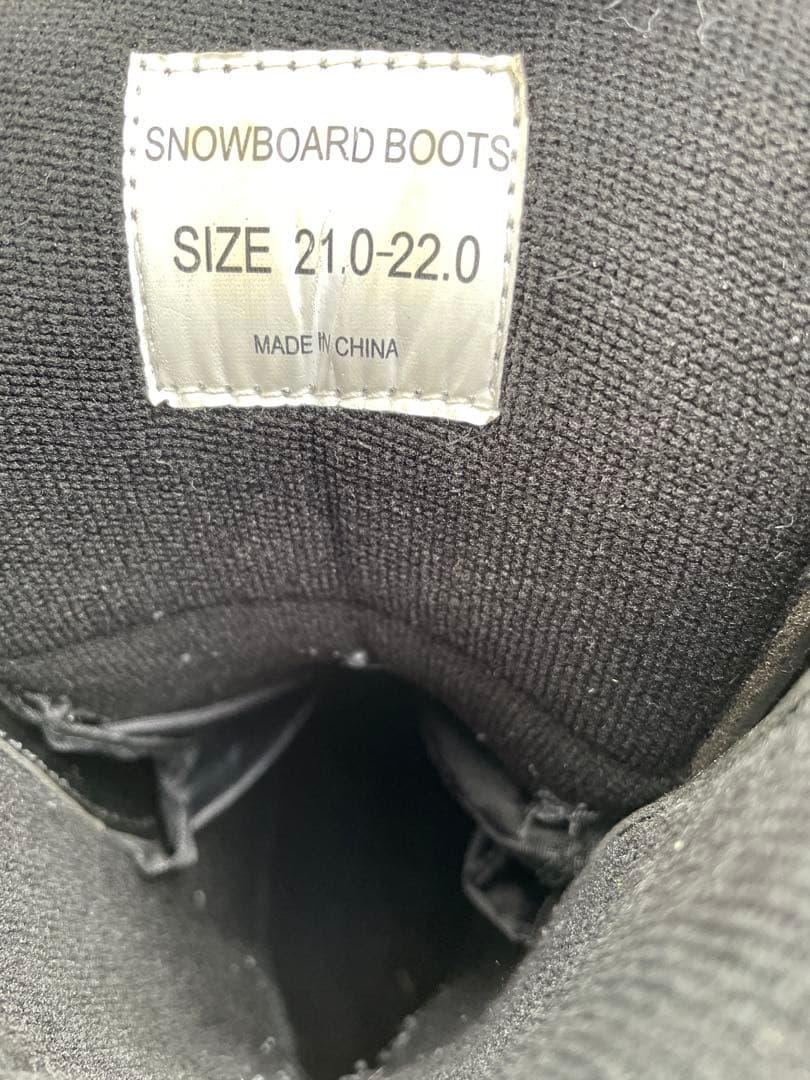 SNOWBOARD BOOTS
SIZE 21.0-22.0
MADE IN CHINA